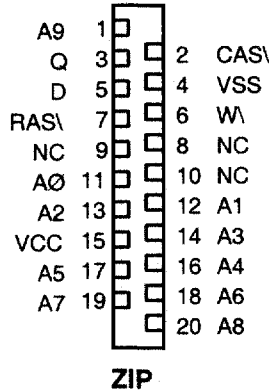 A9 1
2 CAS\
Q 3
4 VSS
D 5
6 W\
RAS\ 7
8 NC
NC 9
10 NC
AØ 11
12 A1
A2 13
14 A3
VCC 15
16 A4
A5 17
18 A6
A7 19
20 A8
ZIP